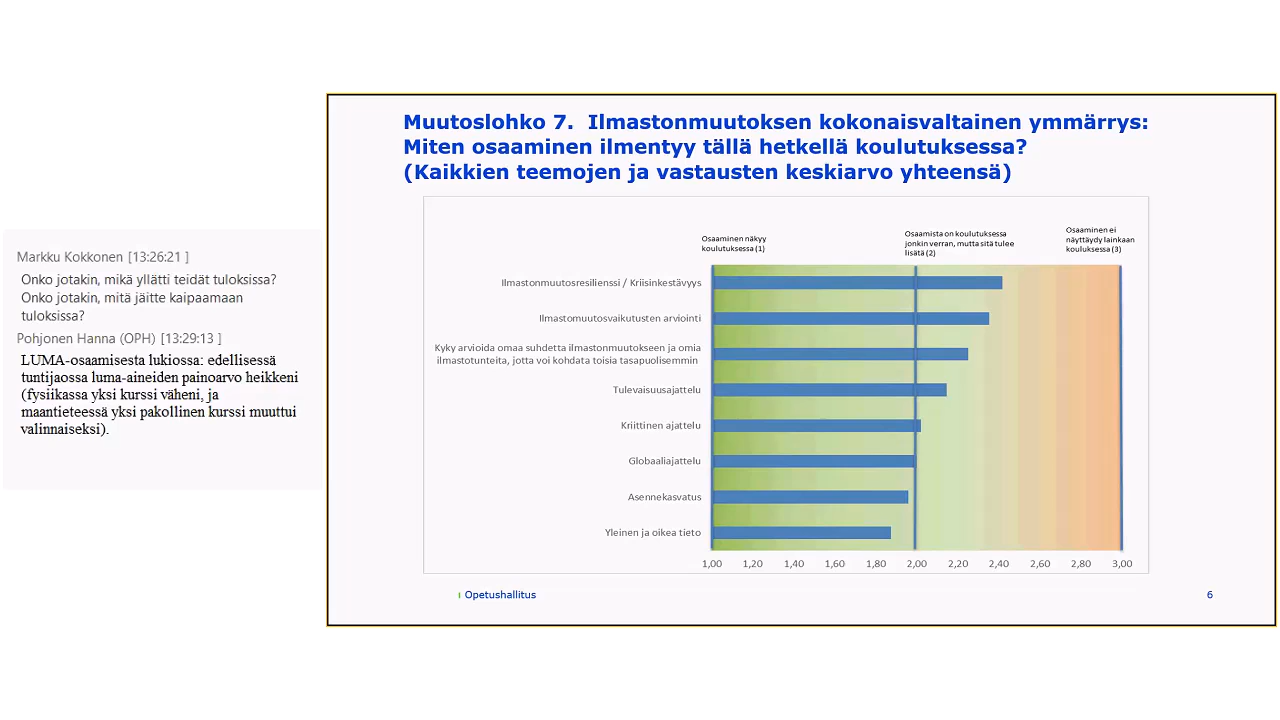 Markku Kokkonen [13:26:21 ]
Onko jotakin, mikä yllätti teidät tuloksissa?
Onko jotakin, mitä jäitte kaipaamaan
tuloksissa?
Pohjonen Hanna (OPH) [13:29:13 ]
LUMA-osaamisesta lukiossa: edellisessä
tuntijaossa luma-aineiden painoarvo heikkeni
(fysiikassa yksi kurssi väheni, ja
maantieteessä yksi pakollinen kurssi muuttui
valinnaiseksi).
Muutoslohko 7. Ilmastonmuutoksen kokonaisvaltainen ymmärrys:
Miten osaaminen ilmentyy tällä hetkellä koulutuksessa?
(Kaikkien teemojen ja vastausten keskiarvo yhteensä)
Osaaminen näkyy
koulutuksessa (1)
Osaamista on koulutuksessa
jonkin verran, mutta sitä tulee
lisätä (2)
Osaaminen ei
näyttäydy lainkaan
kouluksessa (3)
Ilmastonmuutosresilienssi / Kriisinkestävyys
Ilmastomuutosvaikutusten arviointi
Kyky arvioida omaa suhdetta ilmastonmuutokseen ja omia
ilmastotunteita, jotta voi kohdata toisia tasapuolisemmin
Tulevaisuusajattelu
Kriittinen ajattelu
Globaaliajattelu
Asennekasvatus
Yleinen ja oikea tieto
1,00 1,20 1,40 1,60 1,80 2,00 2,20 2,40 2,60 2,80 3,00
Opetushallitus
6